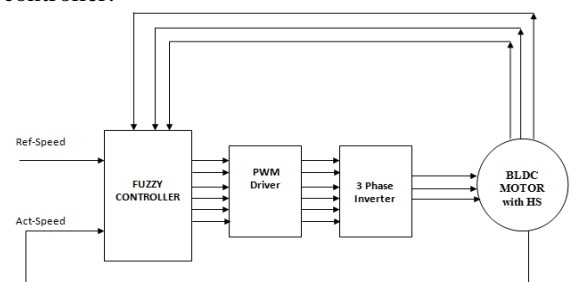 controller.
Ref-Speed
Act-Speed
FUZZY
CONTROLLER
PWM
Driver
3 Phase
Inverter
BLDC
MOTOR
with HS